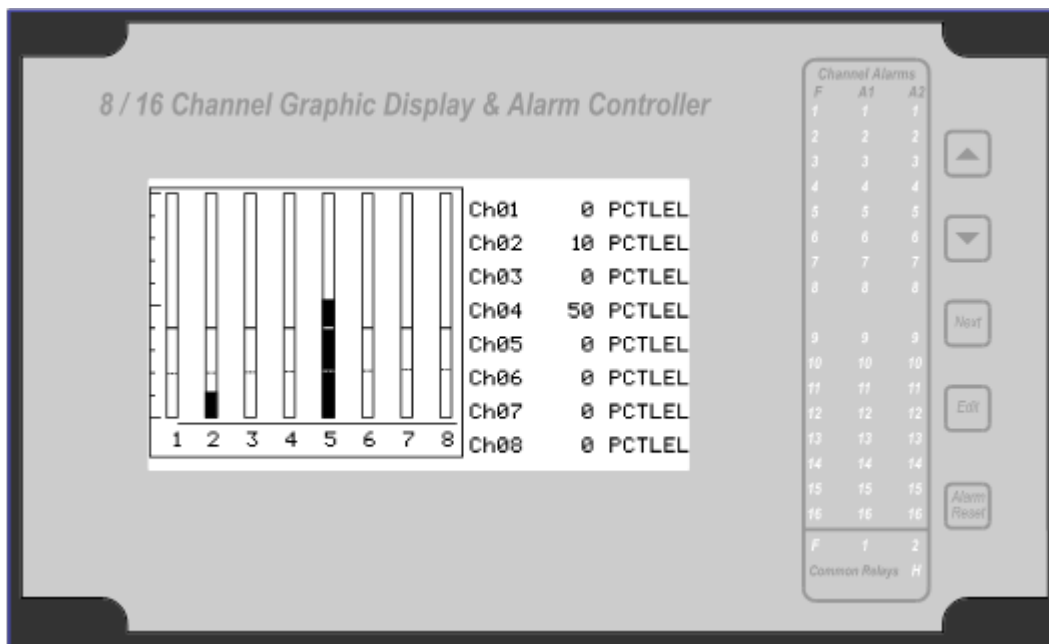 8 / 16 Channel Graphic Display & Alarm Controller
Ch01 0 PCTLEL
Ch02 10 PCTLEL
Ch03 0 PCTLEL
Ch04 50 PCTLEL
Ch05 0 PCTLEL
Ch06 0 PCTLEL
Ch07 0 PCTLEL
Ch08 0 PCTLEL
1 2 3 4 5 6 7 8
Channel Alarms
F A1 A2
1 1 1
2 2 2
3 3 3
4 4 4
5 5 5
6 6 6
7 7 7
8 8 8
9 9 9
10 10 10
11 11 11
12 12 12
13 13 13
14 14 14
15 15 15
16 16 16
F 1 2
Common Relays H
Next
Edit
Alarm
Reset